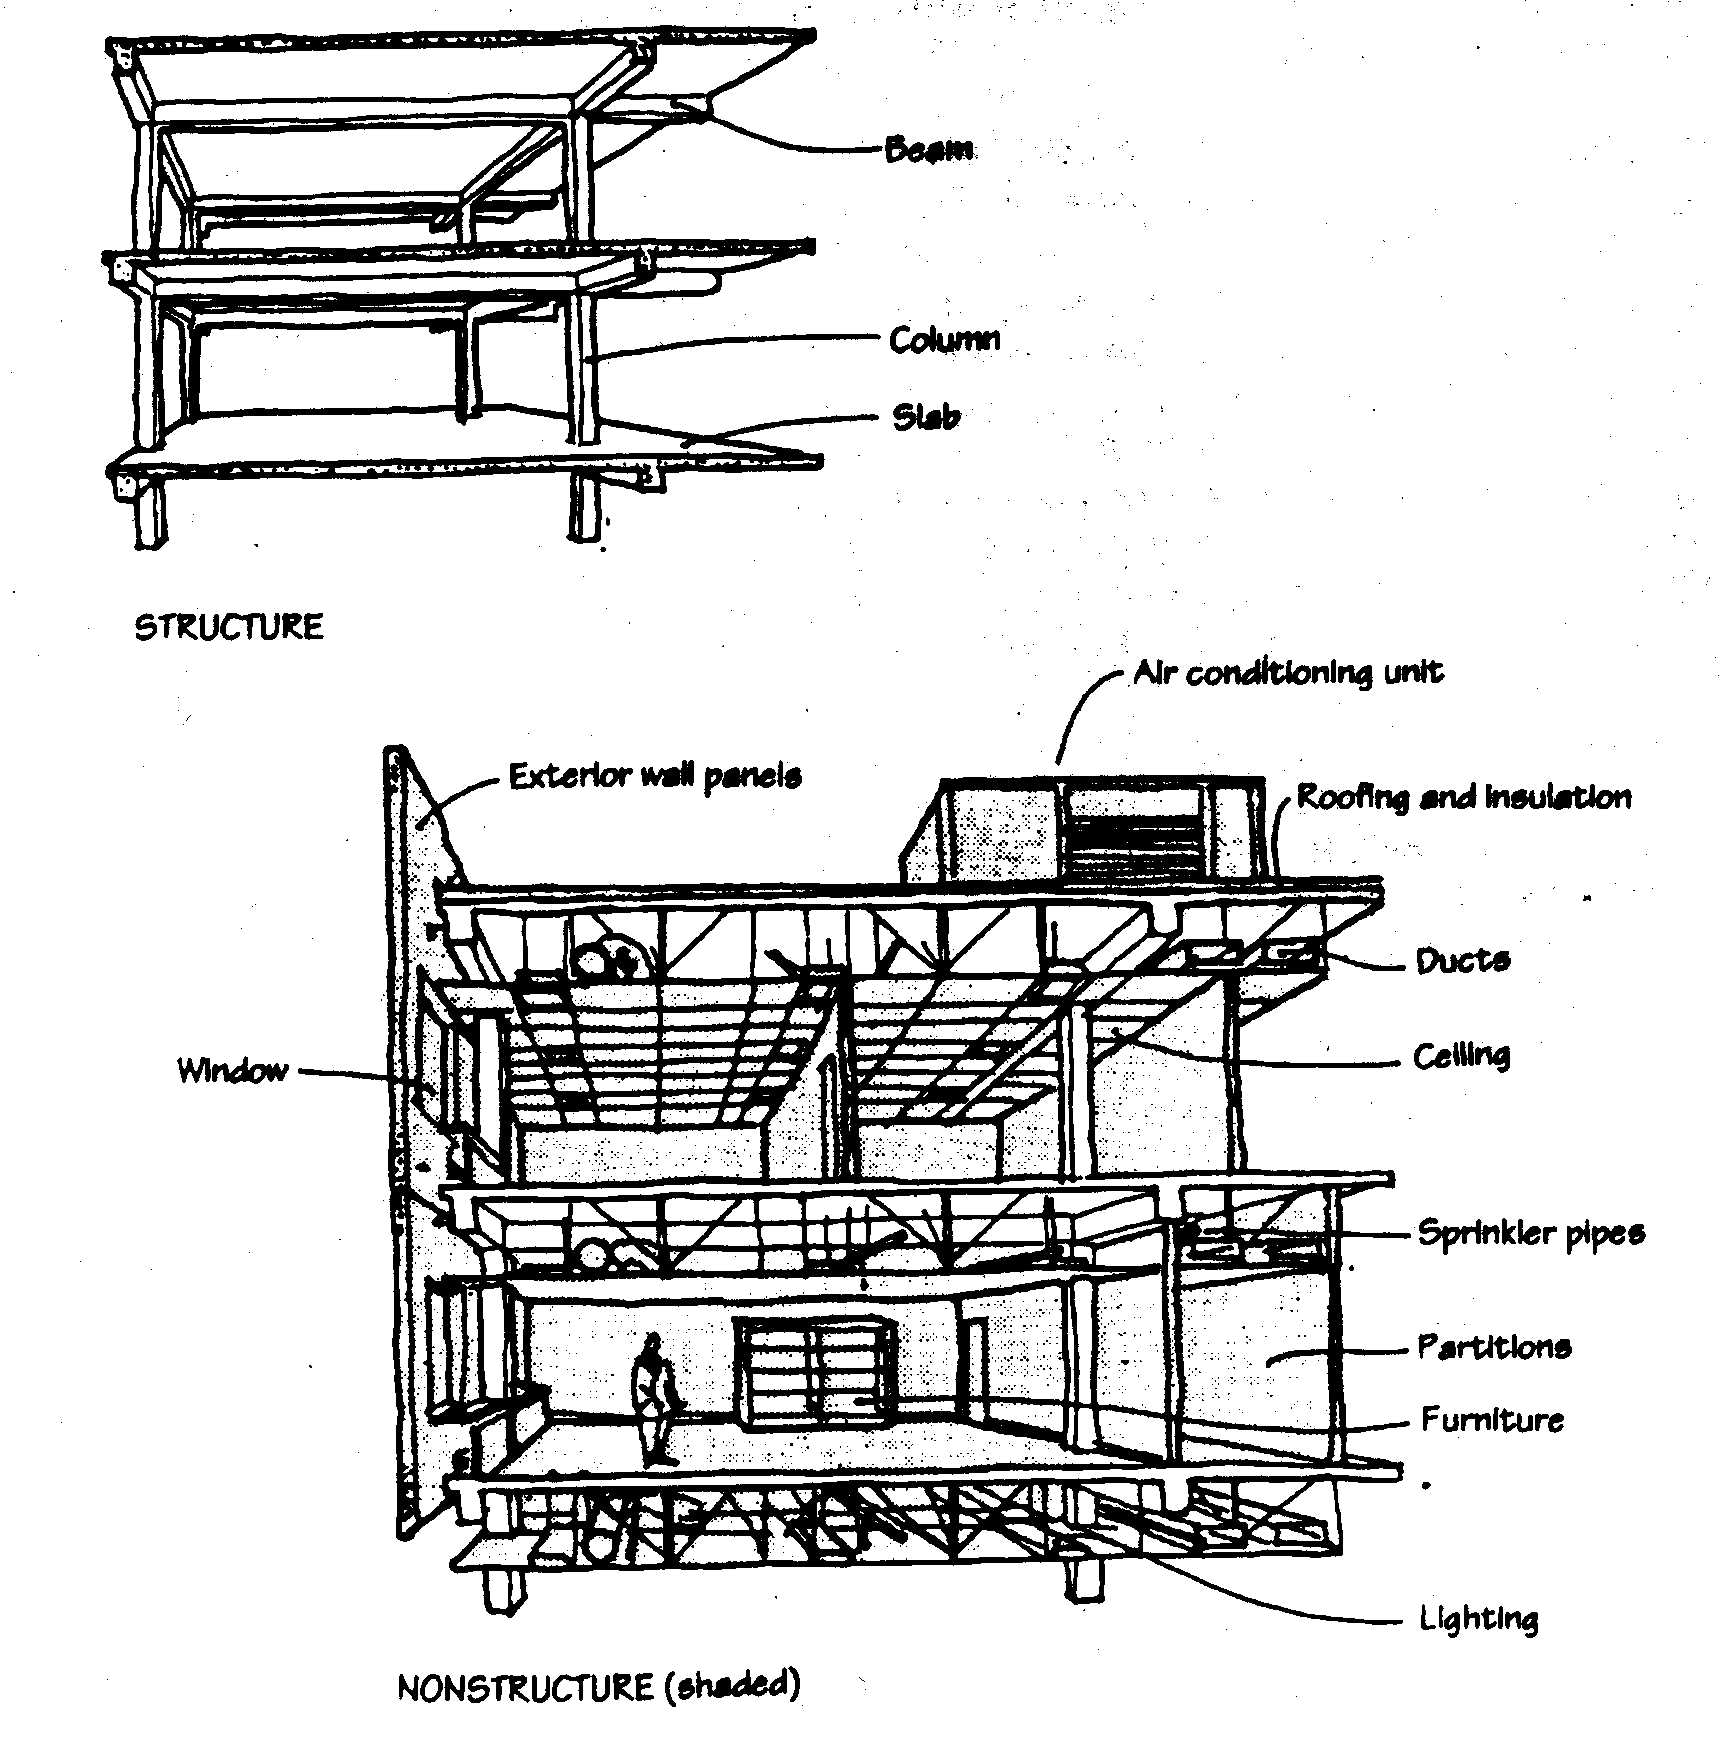 Beam
Column
Slab
STRUCTURE
Air conditioning unit
Exterior wall panels
Roofing and insulation
Ducts
Ceiling
Window
Sprinkler pipes
Partitions
Furniture
Lighting
NONSTRUCTURE (shaded)